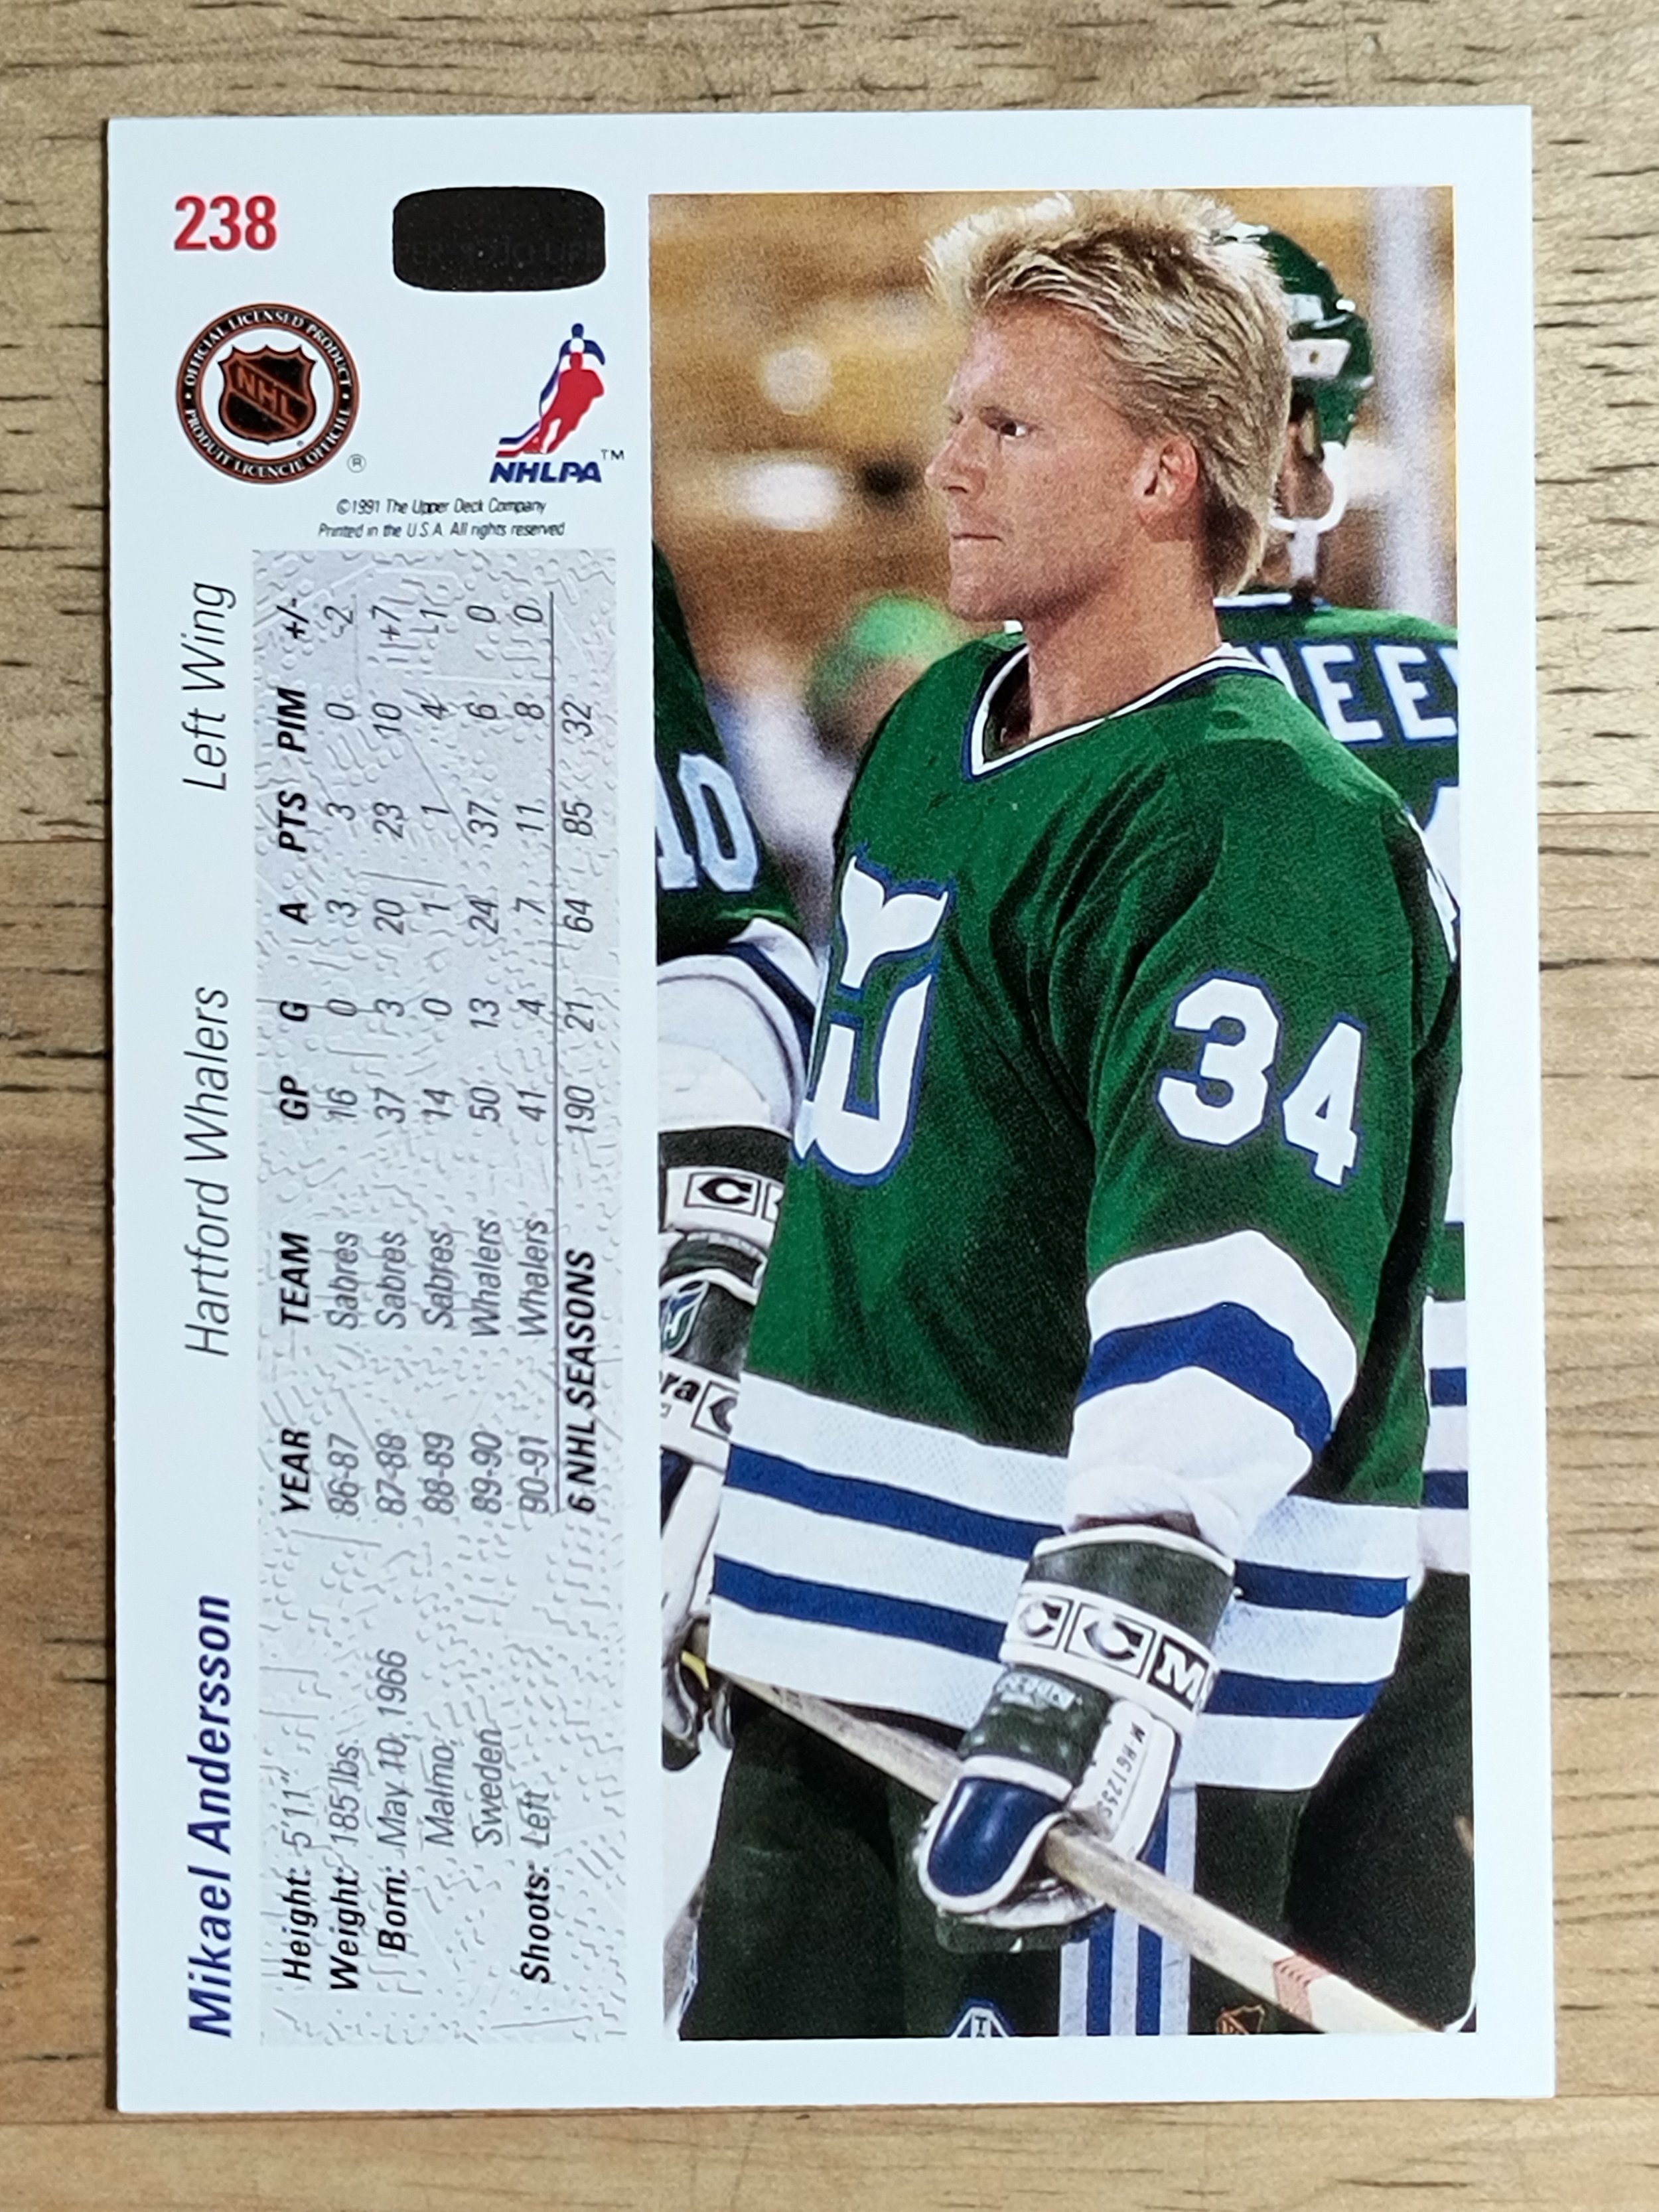 238
OFFICIAL LICENSED PRODUCT
NHL
PRODUIT LICENCIE OFFICIEL
®
NHLPA™
©1991 The Upper Deck Company
Printed in the U.S.A. All rights reserved
Mikael Andersson Hartford Whalers Left Wing
Height: 5'11"
Weight: 185 lbs.
Born: May 10, 1966
Malmo,
Sweden
Shoots: Left
YEAR TEAM GP G A PTS PIM +/-
86-87 Sabres 16 0 3 3 0 -2
87-88 Sabres 37 3 20 23 10 +7
88-89 Sabres 14 0 1 1 4 -1
89-90 Whalers 50 13 24 37 6 0
90-91 Whalers 41 4 7 11 8 0
6 NHL SEASONS 190 21 64 85 32
10
EE
34
C
ra
CCM